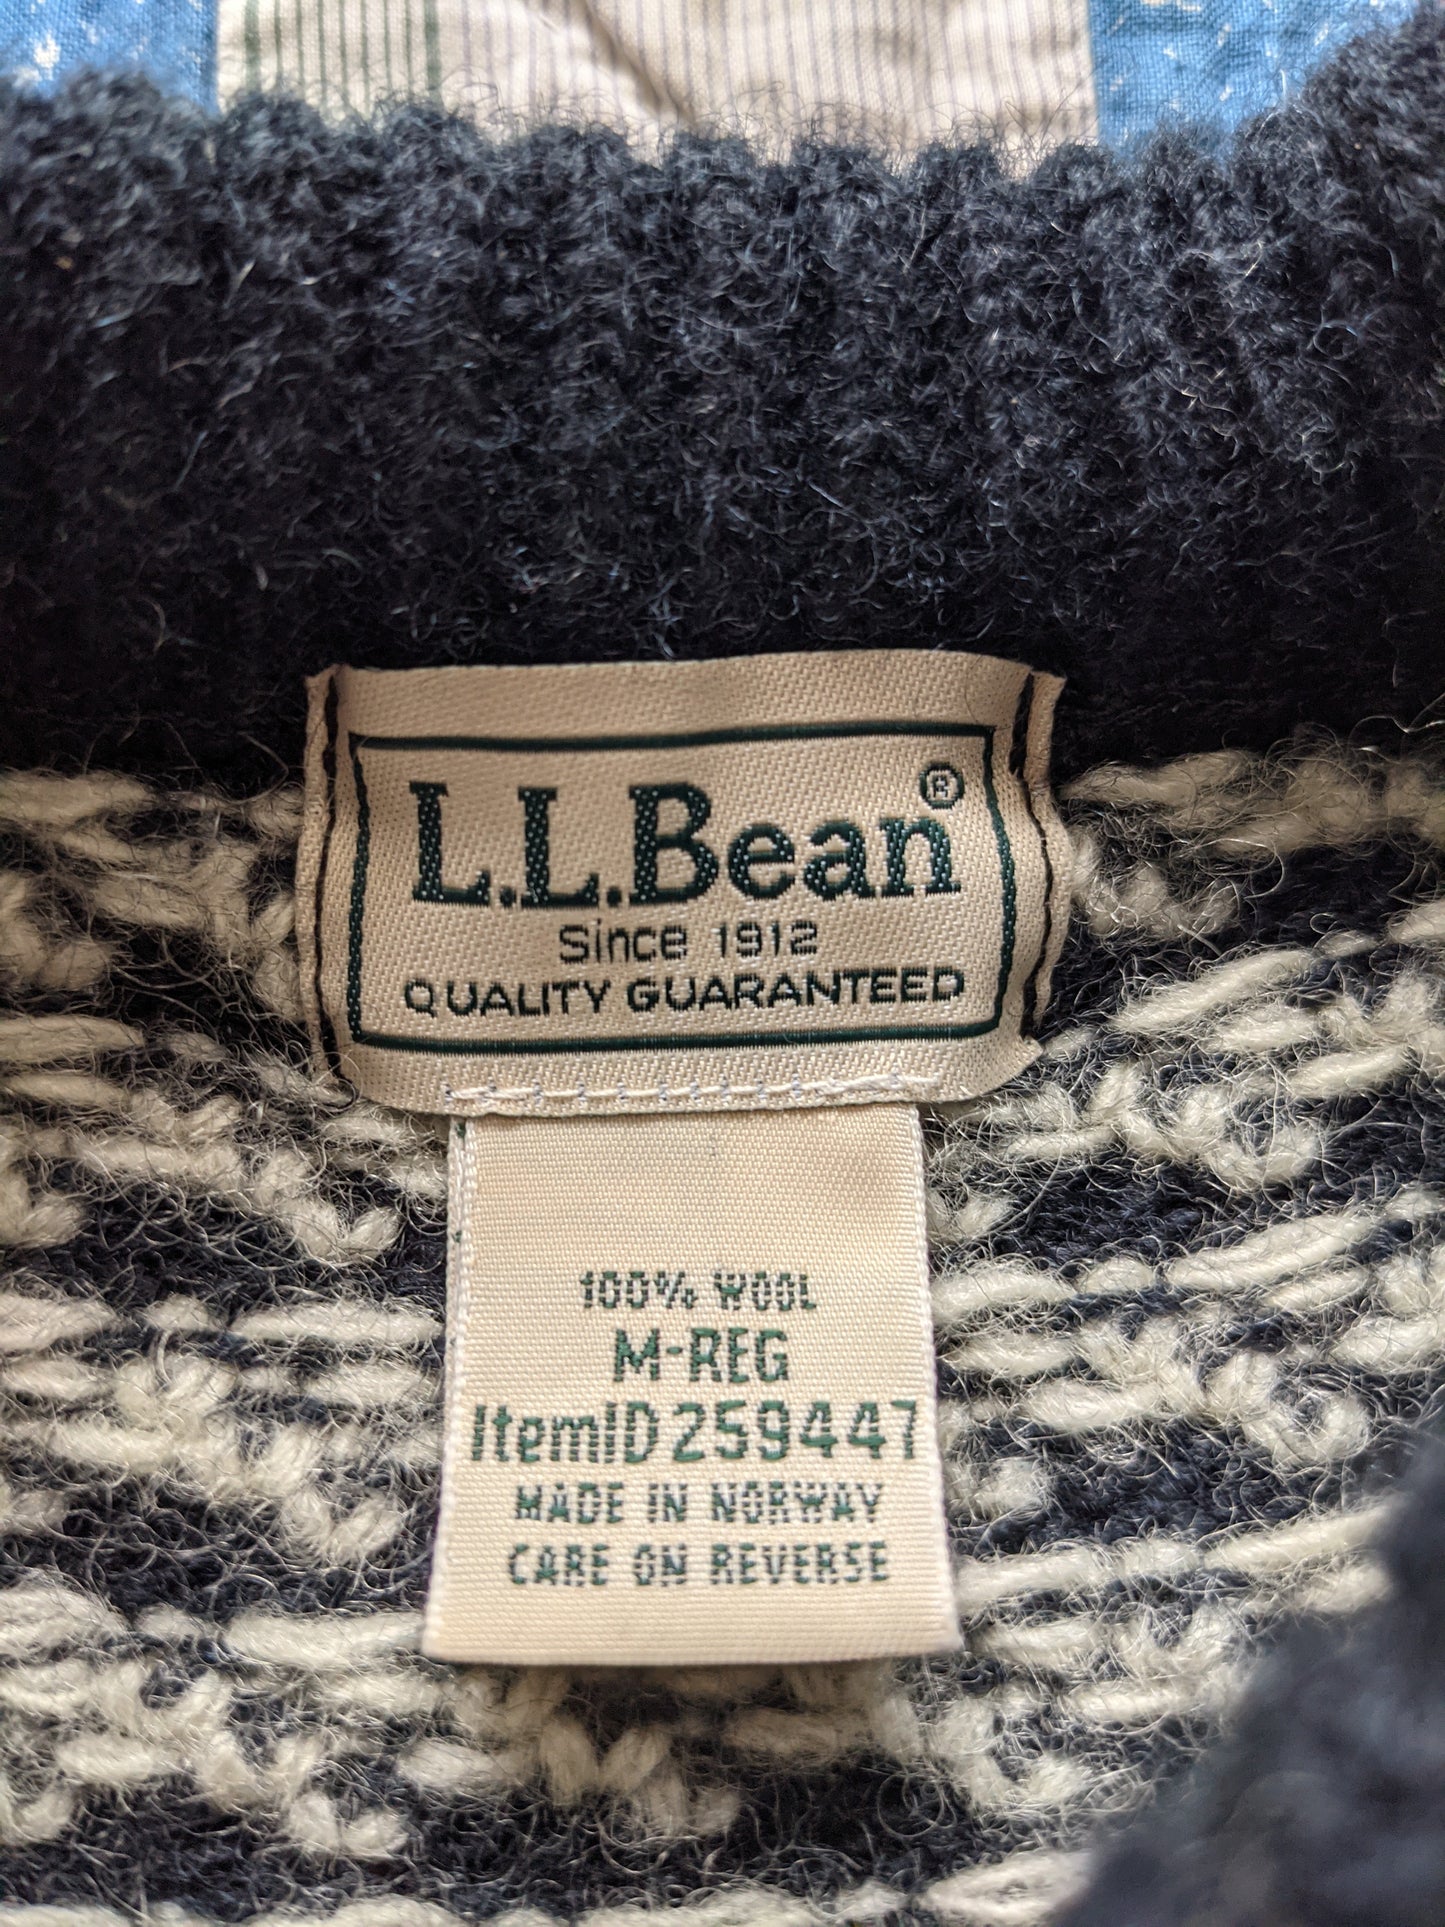 L.L.Bean®
Since 1912
QUALITY GUARANTEED
100% WOOL
M-REG
ItemID 259447
MADE IN NORWAY
CARE ON REVERSE